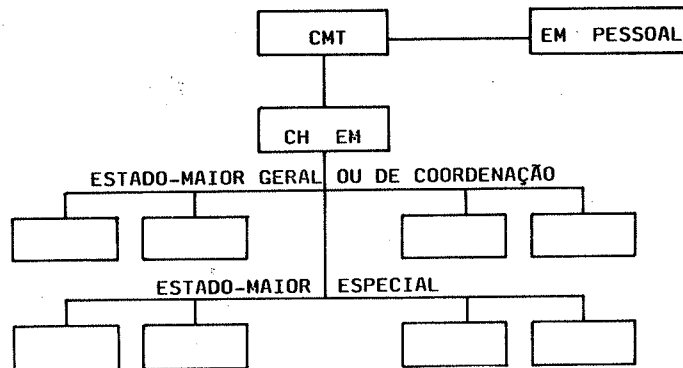 CMT
EM PESSOAL
CH EM
ESTADO-MAIOR GERAL OU DE COORDENAÇÃO
ESTADO-MAIOR ESPECIAL